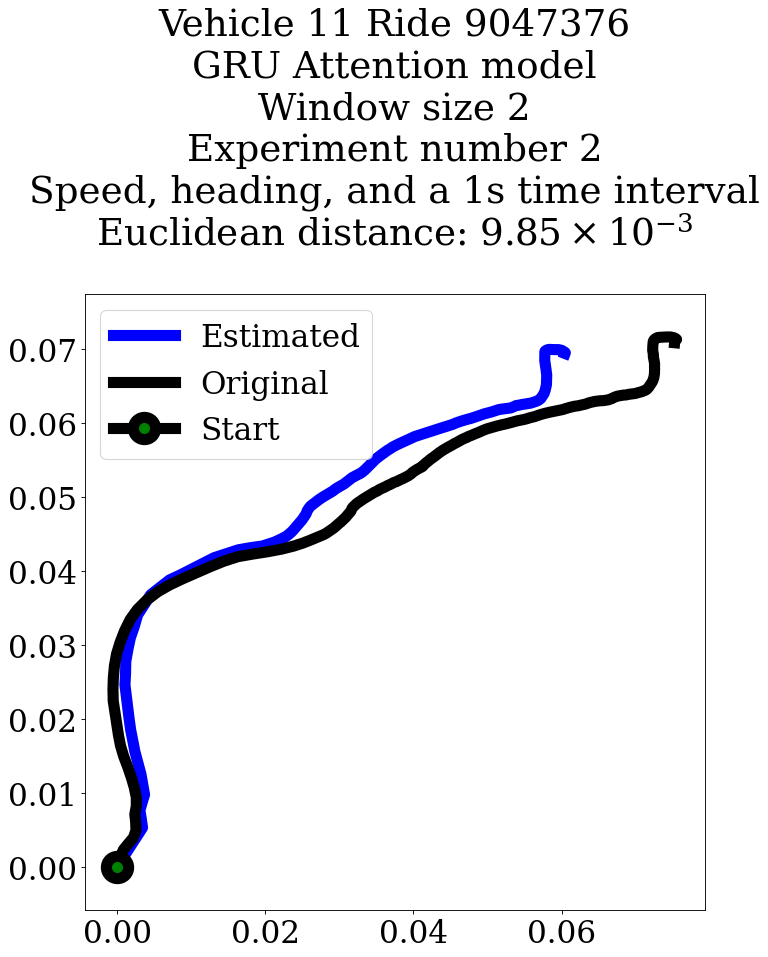 Vehicle 11 Ride 9047376
GRU Attention model
Window size 2
Experiment number 2
Speed, heading, and a 1s time interval
Euclidean distance: 9.85 × 10⁻³
Estimated
Original
Start
0.07
0.06
0.05
0.04
0.03
0.02
0.01
0.00
0.00 0.02 0.04 0.06